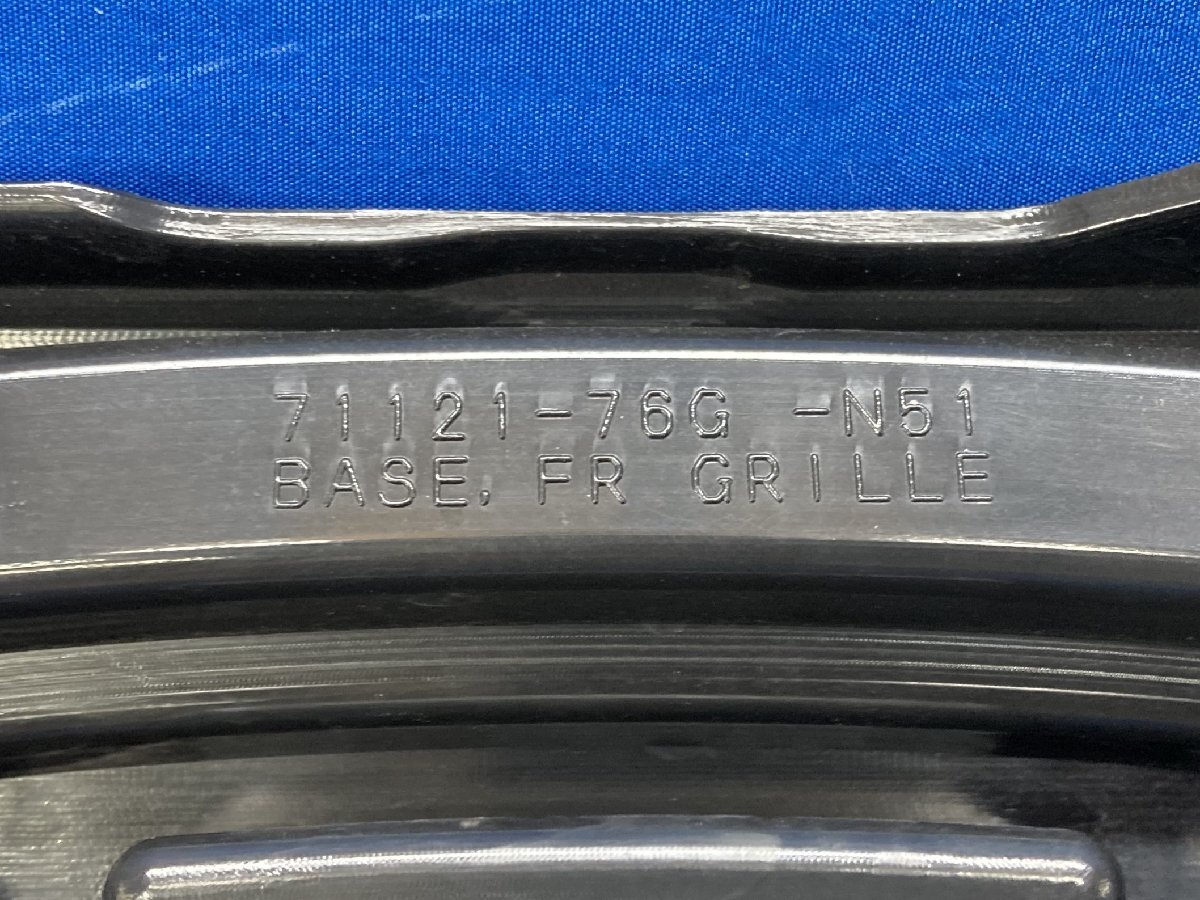 71121-76G -N51
BASE, FR GRILLE